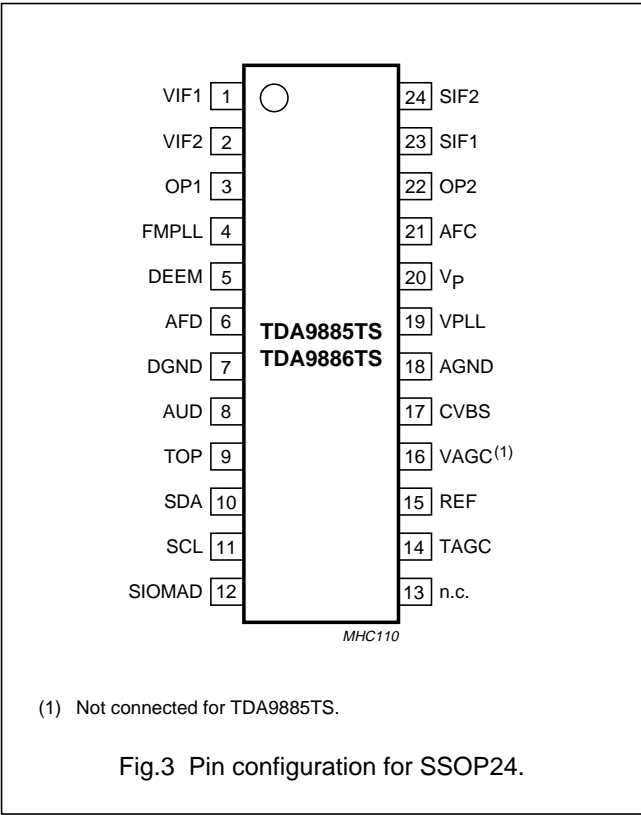 VIF1 1 24 SIF2
VIF2 2 23 SIF1
OP1 3 22 OP2
FMPLL 4 21 AFC
DEEM 5 20 VP
AFD 6 19 VPLL
TDA9885TS
TDA9886TS
DGND 7 18 AGND
AUD 8 17 CVBS
TOP 9 16 VAGC(1)
SDA 10 15 REF
SCL 11 14 TAGC
SIOMAD 12 13 n.c.
MHC110
(1) Not connected for TDA9885TS.
Fig.3 Pin configuration for SSOP24.